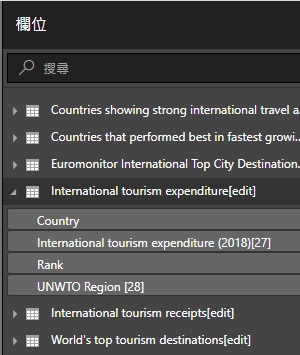 欄位
搜尋
Countries showing strong international travel a...
Countries that performed best in fastest growi...
Euromonitor International Top City Destination...
International tourism expenditure[edit]
Country
International tourism expenditure (2018)[27]
Rank
UNWTO Region [28]
International tourism receipts[edit]
World's top tourism destinations[edit]